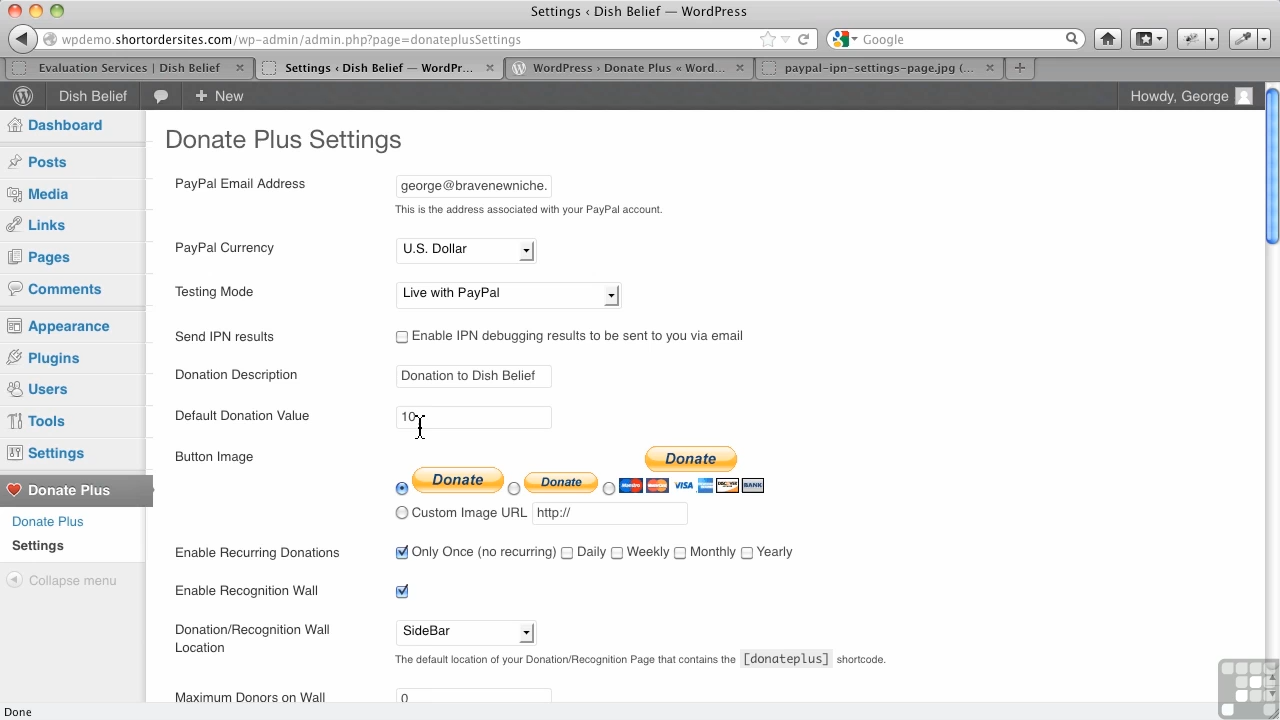 Settings ‹ Dish Belief — WordPress
wpdemo.shortordersites.com/wp-admin/admin.php?page=donateplusSettings
Google
Evaluation Services | Dish Belief
Settings ‹ Dish Belief — WordPr...
WordPress › Donate Plus « Word...
paypal-ipn-settings-page.jpg (...
Dish Belief
New
Howdy, George
Dashboard
Posts
Media
Links
Pages
Comments
Appearance
Plugins
Users
Tools
Settings
Donate Plus
Donate Plus
Settings
Collapse menu
Donate Plus Settings
PayPal Email Address
george@bravenewniche.
This is the address associated with your PayPal account.
PayPal Currency
U.S. Dollar
Testing Mode
Live with PayPal
Send IPN results
Enable IPN debugging results to be sent to you via email
Donation Description
Donation to Dish Belief
Default Donation Value
10
Button Image
Donate
Donate
Donate
VISA
BANK
Custom Image URL
http://
Enable Recurring Donations
Only Once (no recurring) Daily Weekly Monthly Yearly
Enable Recognition Wall
Donation/Recognition Wall
Location
SideBar
The default location of your Donation/Recognition Page that contains the [donateplus] shortcode.
Maximum Donors on Wall
0
Done